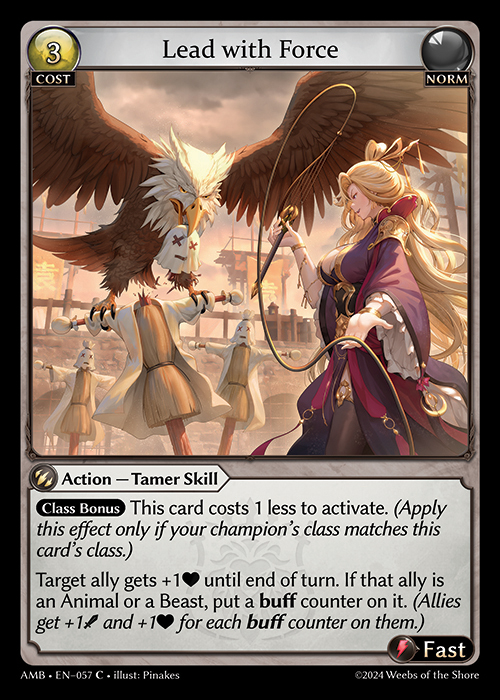 3
Lead with Force
COST
NORM
Action — Tamer Skill
Class Bonus This card costs 1 less to activate. (Apply
this effect only if your champion's class matches this
card's class.)
Target ally gets +1 until end of turn. If that ally is
an Animal or a Beast, put a buff counter on it. (Allies
get +1 and +1 for each buff counter on them.)
Fast
AMB • EN–057 C • illust: Pinakes
©2024 Weebs of the Shore